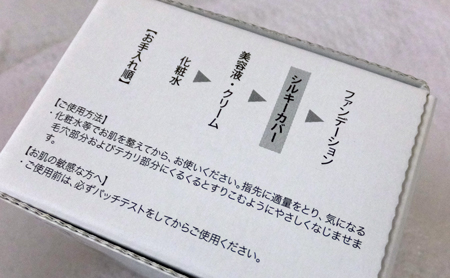 【お手入れ順】
化粧水
▶
美容液・クリーム
▶
シルキーカバー
▶
ファンデーション
【ご使用方法】
・化粧水等でお肌を整えてから、お使いください。指先に適量をとり、気になる
毛穴部分およびテカリ部分にくるくるとすりこむようにやさしくなじませま
す。
【お肌の敏感な方へ】
・ご使用前は、必ずパッチテストをしてからご使用ください。